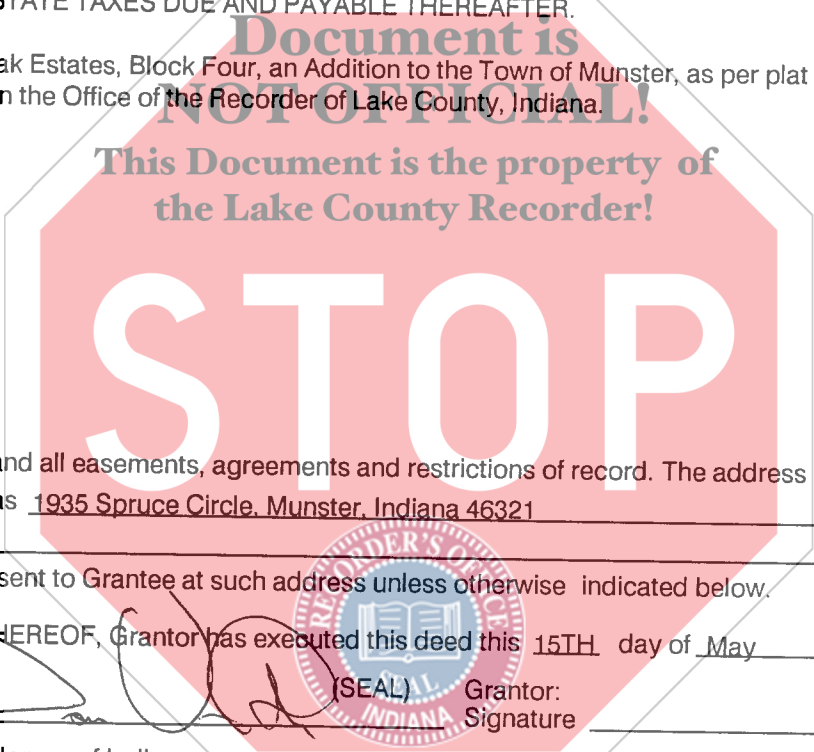 STATE TAXES DUE AND PAYABLE THEREAFTER.
Document is
ak Estates, Block Four, an Addition to the Town of Munster, as per plat
n the Office of the Recorder of Lake County, Indiana.
NOT OFFICIAL!
This Document is the property of
the Lake County Recorder!
STOP
and all easements, agreements and restrictions of record. The address
as 1935 Spruce Circle, Munster, Indiana 46321
RECORDER'S OFFICE
sent to Grantee at such address unless otherwise indicated below.
HEREOF, Grantor has executed this deed this 15TH day of May
(SEAL) Grantor:
SEAL
INDIANA
Signature